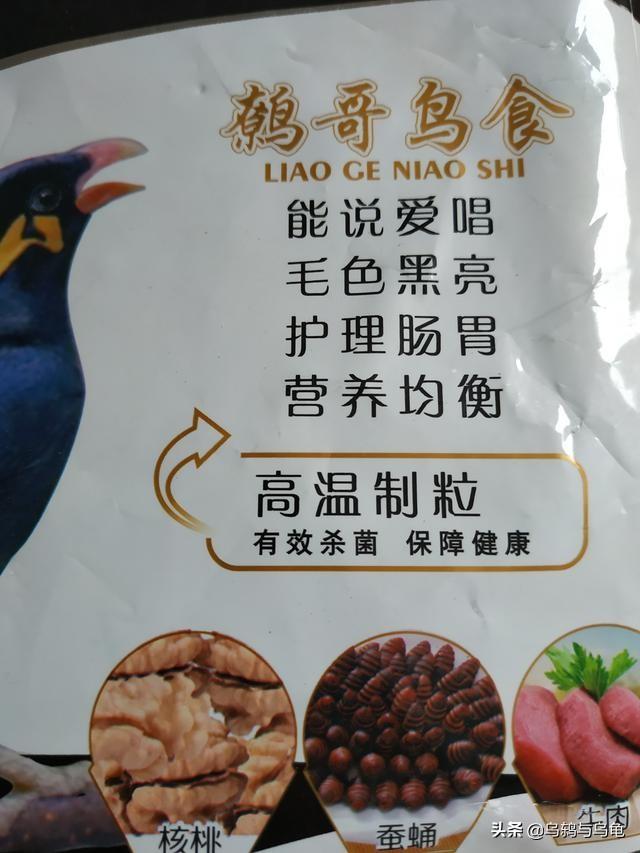 鹩哥鸟食
LIAO GE NIAO SHI
能说爱唱
毛色黑亮
护理肠胃
营养均衡
高温制粒
有效杀菌 保障健康
核桃
蚕蛹
牛肉
头条 @乌鸫与乌龟